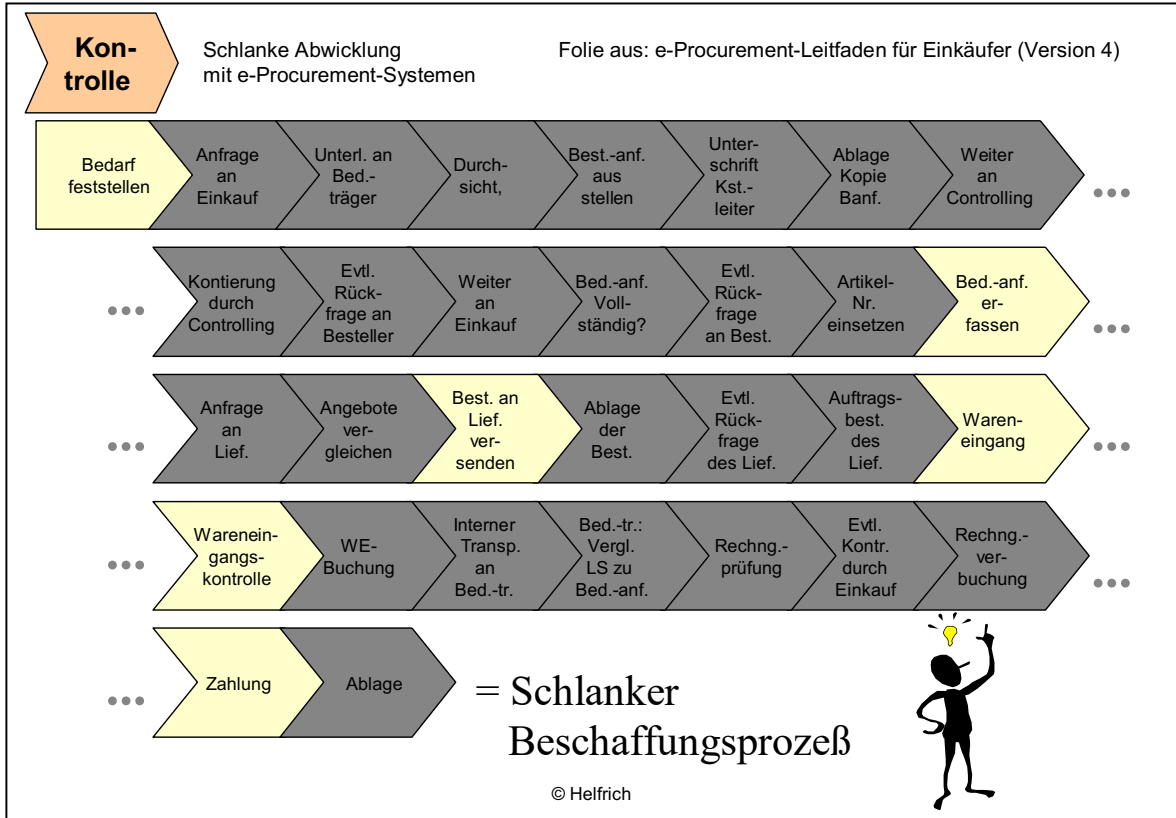 Kon-
trolle
Schlanke Abwicklung
mit e-Procurement-Systemen
Folie aus: e-Procurement-Leitfaden für Einkäufer (Version 4)
Bedarf
feststellen
Anfrage
an
Einkauf
Unterl. an
Bed.-
träger
Durch-
sicht,
Best.-anf.
aus
stellen
Unter-
schrift
Kst.-
leiter
Ablage
Kopie
Banf.
Weiter
an
Controlling
Kontierung
durch
Controlling
Evtl.
Rück-
frage an
Besteller
Weiter
an
Einkauf
Bed.-anf.
Voll-
ständig?
Evtl.
Rück-
frage
an Best.
Artikel-
Nr.
einsetzen
Bed.-anf.
er-
fassen
Anfrage
an
Lief.
Angebote
ver-
gleichen
Best. an
Lief.
ver-
senden
Ablage
der
Best.
Evtl.
Rück-
frage
des Lief.
Auftrags-
best. des
Lief.
Waren-
eingang
Warenein-
gangs-
kontrolle
WE-
Buchung
Interner
Transp.
an
Bed.-tr.
Bed.-tr.:
Vergl.
LS zu
Bed.-anf.
Rechng.-
prüfung
Evtl.
Kontr.
durch
Einkauf
Rechng.-
ver-
buchung
Zahlung
Ablage
= Schlanker
Beschaffungsprozeß
© Helfrich